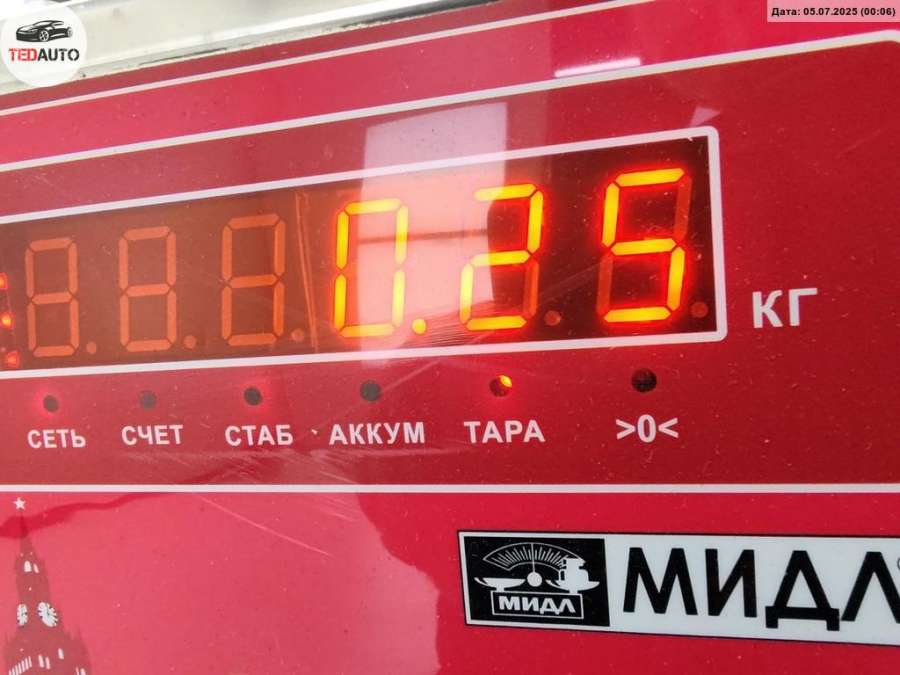 Дата: 05.07.2025 (00:06)
TEDAUTO
0.25
КГ
СЕТЬ СЧЕТ СТАБ АККУМ ТАРА >0<
МИДЛ МИДЛ